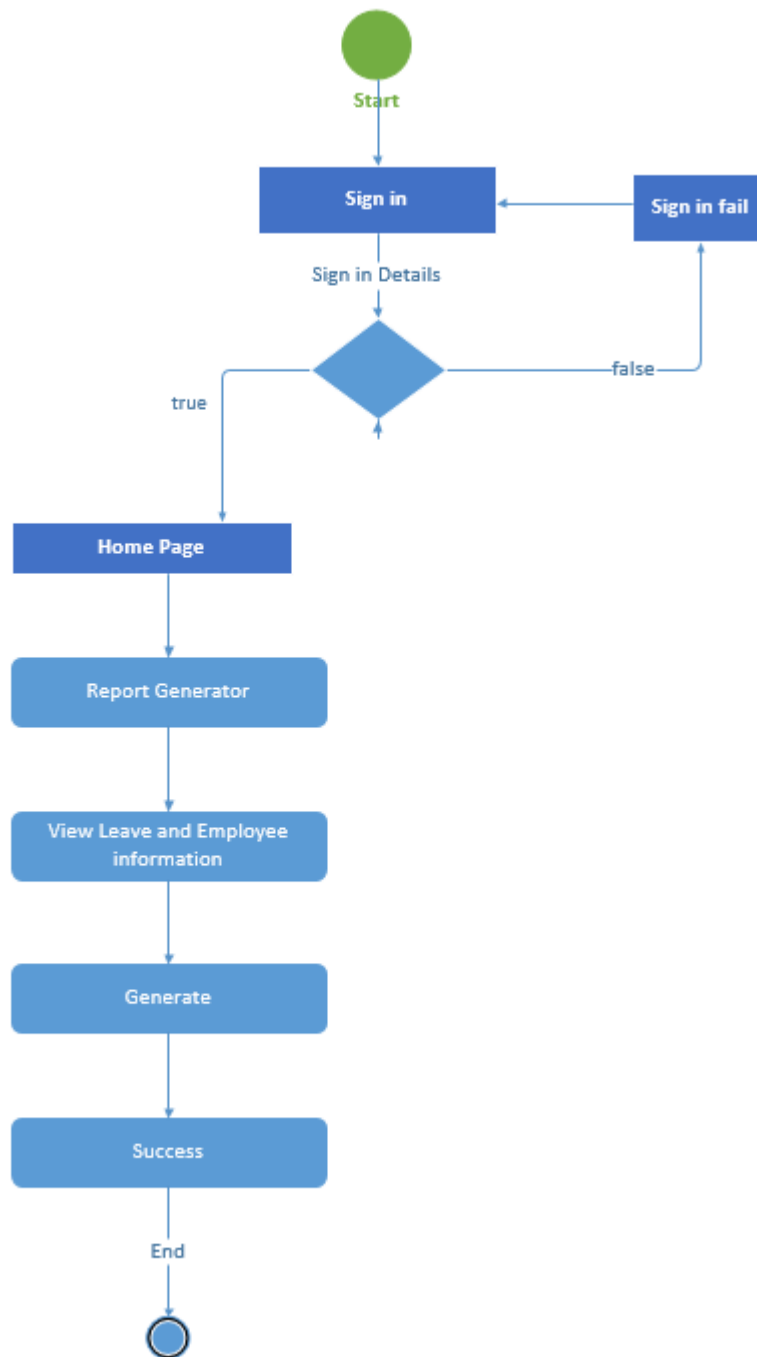 Start
Sign in
Sign in fail
Sign in Details
false
true
Home Page
Report Generator
View Leave and Employee
information
Generate
Success
End